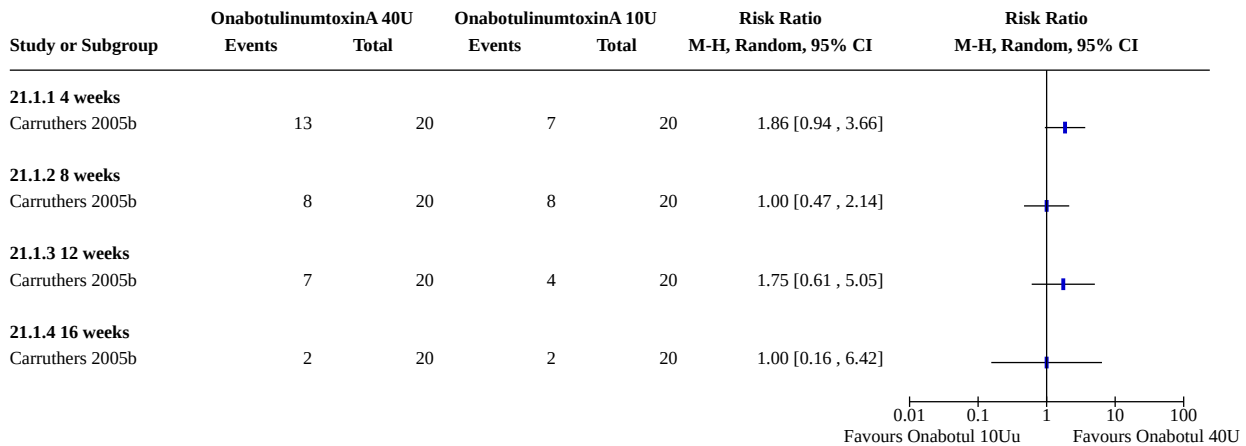 OnabotulinumtoxinA 40U OnabotulinumtoxinA 10U Risk Ratio Risk Ratio
Study or Subgroup Events Total Events Total M-H, Random, 95% CI M-H, Random, 95% CI
21.1.1 4 weeks
Carruthers 2005b 13 20 7 20 1.86 [0.94 , 3.66]
21.1.2 8 weeks
Carruthers 2005b 8 20 8 20 1.00 [0.47 , 2.14]
21.1.3 12 weeks
Carruthers 2005b 7 20 4 20 1.75 [0.61 , 5.05]
21.1.4 16 weeks
Carruthers 2005b 2 20 2 20 1.00 [0.16 , 6.42]
0.01 0.1 1 10 100
Favours Onabotul 10Uu Favours Onabotul 40U